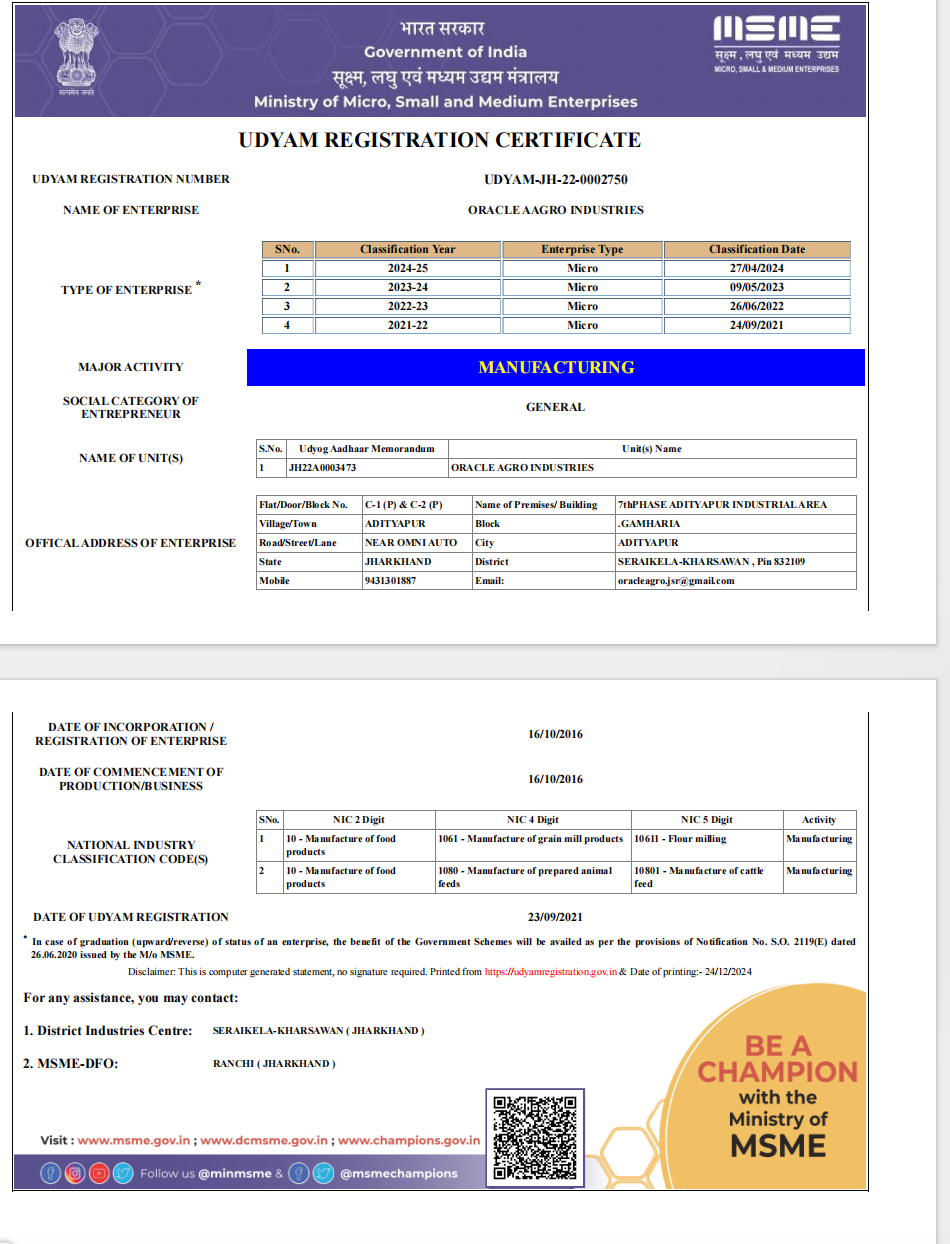 भारत सरकार
Government of India
सूक्ष्म, लघु एवं मध्यम उद्यम मंत्रालय
Ministry of Micro, Small and Medium Enterprises
सत्यमेव जयते
MSME
सूक्ष्म, लघु एवं मध्यम उद्यम
MICRO, SMALL & MEDIUM ENTERPRISES
UDYAM REGISTRATION CERTIFICATE
UDYAM REGISTRATION NUMBER UDYAM-JH-22-0002750
NAME OF ENTERPRISE ORACLE AAGRO INDUSTRIES
TYPE OF ENTERPRISE *
SNo. Classification Year Enterprise Type Classification Date
1 2024-25 Micro 27/04/2024
2 2023-24 Micro 09/05/2023
3 2022-23 Micro 26/06/2022
4 2021-22 Micro 24/09/2021
MAJOR ACTIVITY MANUFACTURING
SOCIAL CATEGORY OF
ENTREPRENEUR
GENERAL
NAME OF UNIT(S)
S.No. Udyog Aadhaar Memorandum Unit(s) Name
1 JH22A0003473 ORACLE AGRO INDUSTRIES
OFFICAL ADDRESS OF ENTERPRISE
Flat/Door/Block No. C-1 (P) & C-2 (P) Name of Premises/ Building 7thPHASE ADITYAPUR INDUSTRIAL AREA
Village/Town ADITYAPUR Block .GAMHARIA
Road/Street/Lane NEAR OMNI AUTO City ADITYAPUR
State JHARKHAND District SERAIKELA-KHARSAWAN , Pin 832109
Mobile 9431301887 Email: oracleagro.jsr@gmail.com
DATE OF INCORPORATION /
REGISTRATION OF ENTERPRISE
16/10/2016
DATE OF COMMENCEMENT OF
PRODUCTION/BUSINESS
16/10/2016
NATIONAL INDUSTRY
CLASSIFICATION CODE(S)
SNo. NIC 2 Digit NIC 4 Digit NIC 5 Digit Activity
1 10 - Manufacture of food products 1061 - Manufacture of grain mill products 10611 - Flour milling Manufacturing
2 10 - Manufacture of food products 1080 - Manufacture of prepared animal feeds 10801 - Manufacture of cattle feed Manufacturing
DATE OF UDYAM REGISTRATION 23/09/2021
* In case of graduation (upward/reverse) of status of an enterprise, the benefit of the Government Schemes will be availed as per the provisions of Notification No. S.O. 2119(E) dated
26.06.2020 issued by the M/o MSME.
Disclaimer: This is computer generated statement, no signature required. Printed from https://udyamregistration.gov.in & Date of printing:- 24/12/2024
For any assistance, you may contact:
1. District Industries Centre: SERAIKELA-KHARSAWAN ( JHARKHAND )
2. MSME-DFO: RANCHI ( JHARKHAND )
BE A
CHAMPION
with the
Ministry of
MSME
Visit : www.msme.gov.in ; www.dcmsme.gov.in ; www.champions.gov.in
Follow us @minmsme & @msmechampions